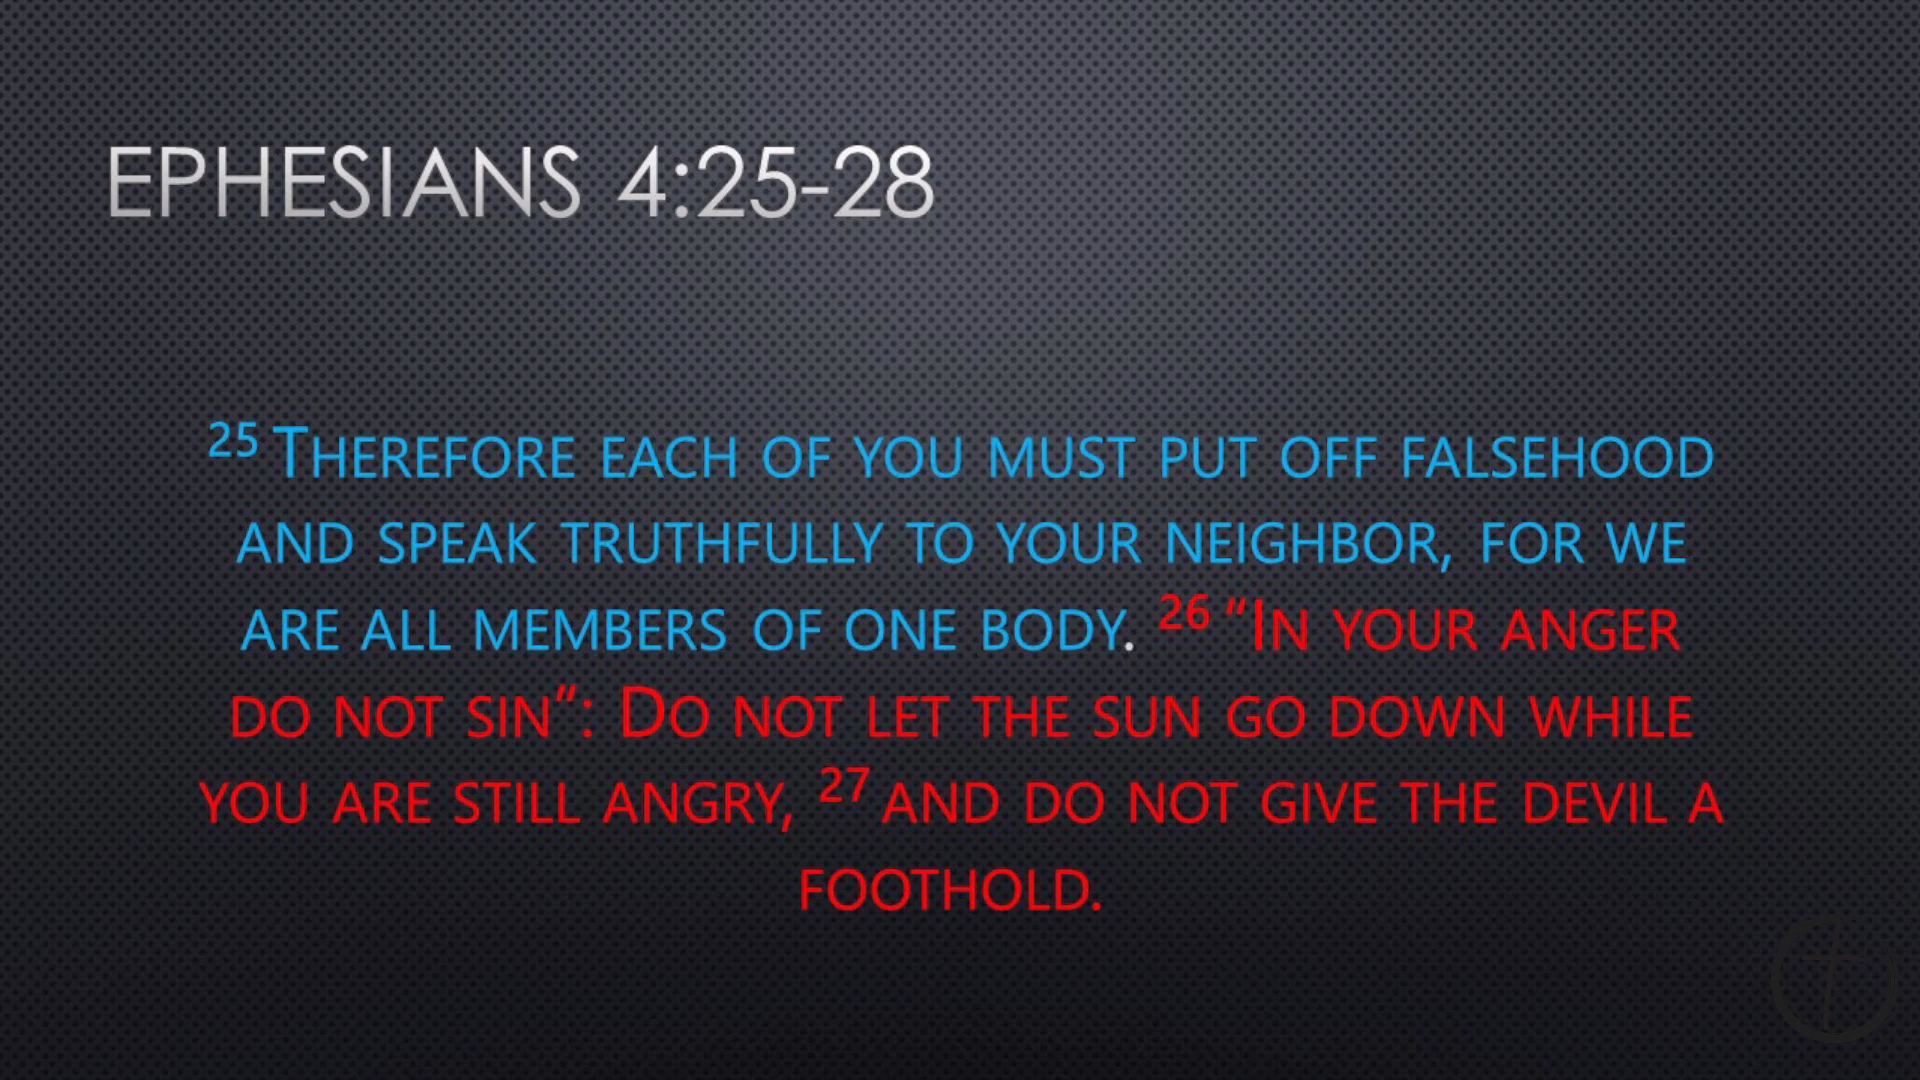 EPHESIANS 4:25-28
25 THEREFORE EACH OF YOU MUST PUT OFF FALSEHOOD
AND SPEAK TRUTHFULLY TO YOUR NEIGHBOR, FOR WE
ARE ALL MEMBERS OF ONE BODY. 26 “IN YOUR ANGER
DO NOT SIN”: DO NOT LET THE SUN GO DOWN WHILE
YOU ARE STILL ANGRY, 27 AND DO NOT GIVE THE DEVIL A
FOOTHOLD.